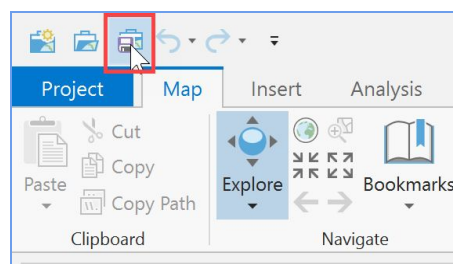 Project Map Insert Analysis
Cut
Copy
Paste
Copy Path
Explore
Bookmarks
Clipboard
Navigate